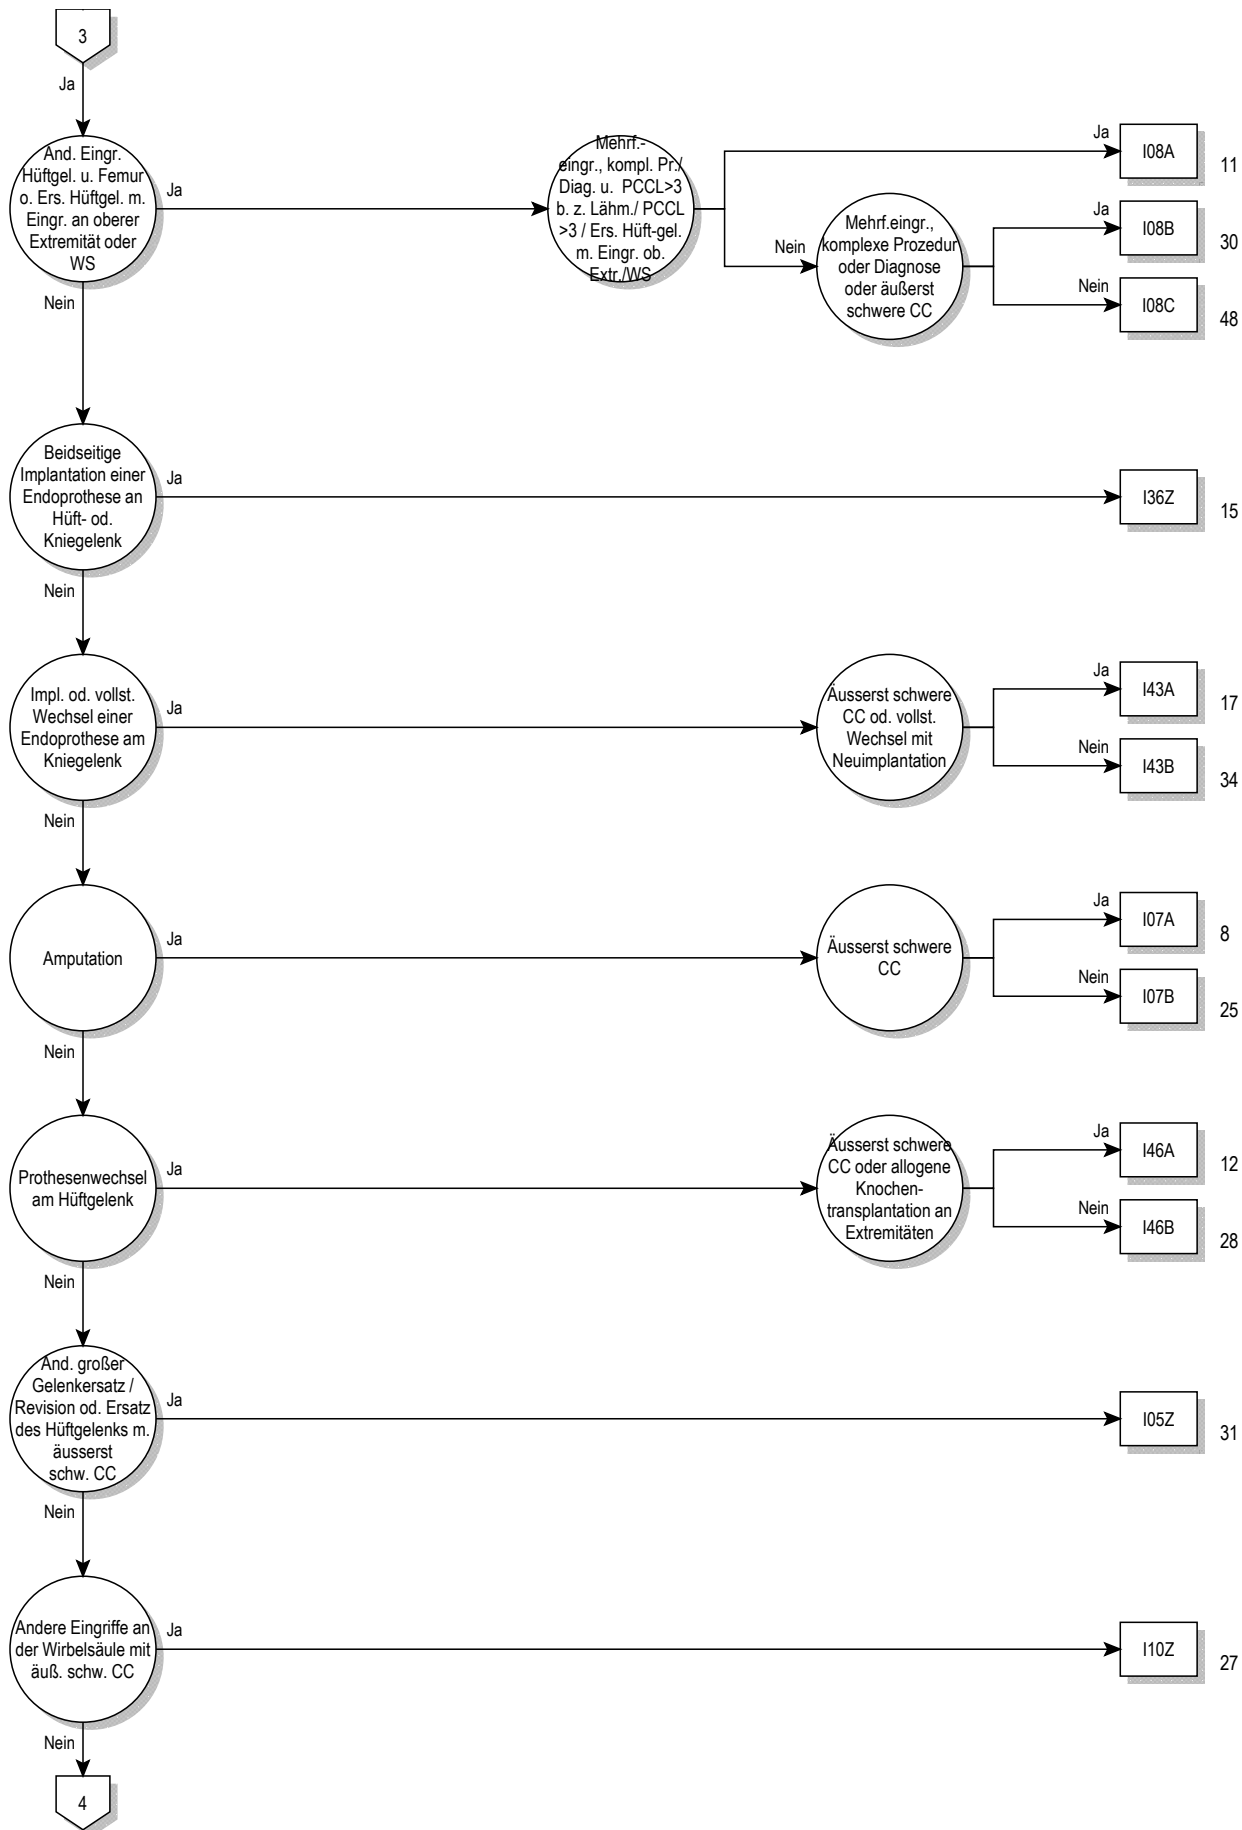 3
Ja
And. Eingr.
Hüftgel. u. Femur
o. Ers. Hüftgel. m.
Eingr. an oberer
Extremität oder
WS
Ja
Mehrf.-
eingr., kompl. Pr./
Diag. u. PCCL>3
b. z. Lähm./ PCCL
>3 / Ers. Hüft-gel.
m. Eingr. ob.
Extr./WS
Ja
I08A
11
Nein
Mehrf.eingr.,
komplexe Prozedur
oder Diagnose
oder äußerst
schwere CC
Ja
I08B
30
Nein
I08C
48
Nein
Beidseitige
Implantation einer
Endoprothese an
Hüft- od.
Kniegelenk
Ja
I36Z
15
Nein
Impl. od. vollst.
Wechsel einer
Endoprothese am
Kniegelenk
Ja
Äusserst schwere
CC od. vollst.
Wechsel mit
Neuimplantation
Ja
I43A
17
Nein
I43B
34
Nein
Amputation
Ja
Äusserst schwere
CC
Ja
I07A
8
Nein
I07B
25
Nein
Prothesenwechsel
am Hüftgelenk
Ja
Äusserst schwere
CC oder allogene
Knochen-
transplantation an
Extremitäten
Ja
I46A
12
Nein
I46B
28
Nein
And. großer
Gelenkersatz /
Revision od. Ersatz
des Hüftgelenks m.
äusserst
schw. CC
Ja
I05Z
31
Nein
Andere Eingriffe an
der Wirbelsäule mit
äuß. schw. CC
Ja
I10Z
27
Nein
4